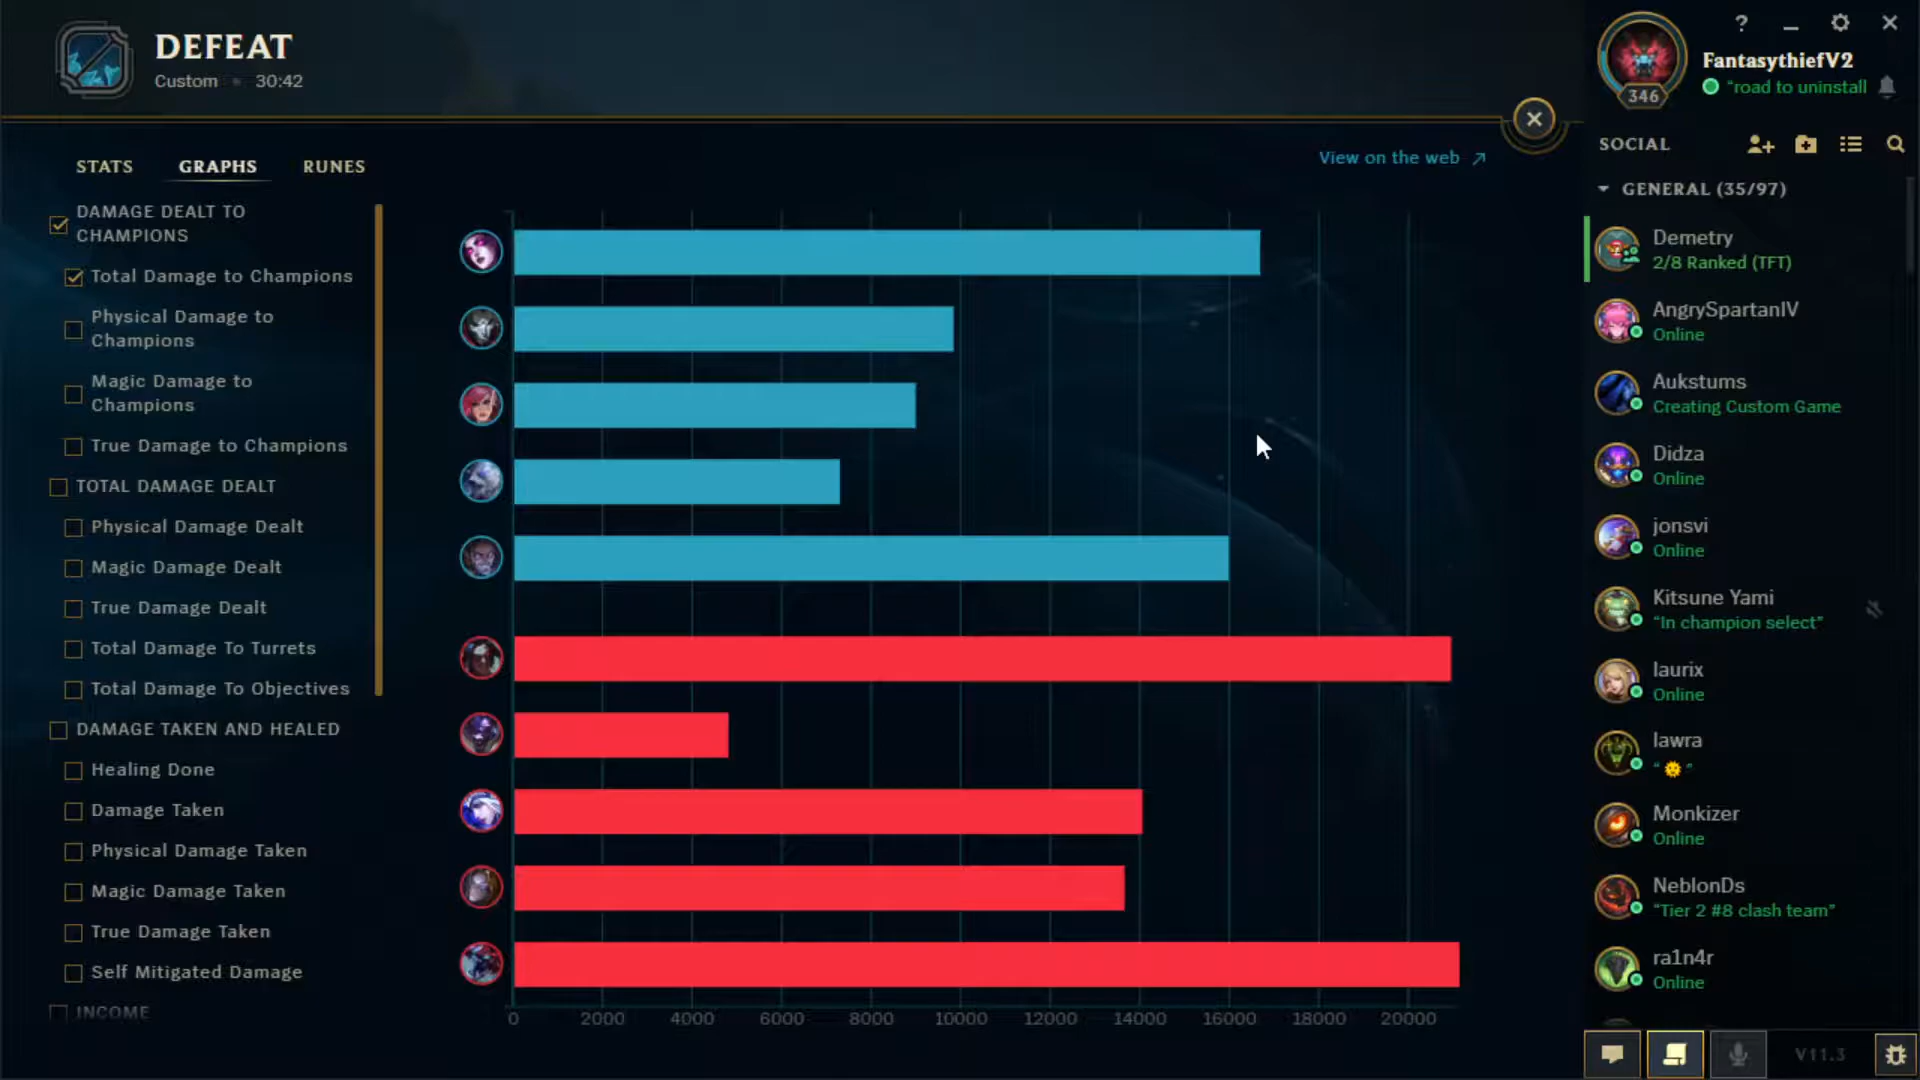 DEFEAT
Custom • 30:42
STATS
GRAPHS
RUNES
View on the web
DAMAGE DEALT TO
CHAMPIONS
Total Damage to Champions
Physical Damage to
Champions
Magic Damage to
Champions
True Damage to Champions
TOTAL DAMAGE DEALT
Physical Damage Dealt
Magic Damage Dealt
True Damage Dealt
Total Damage To Turrets
Total Damage To Objectives
DAMAGE TAKEN AND HEALED
Healing Done
Damage Taken
Physical Damage Taken
Magic Damage Taken
True Damage Taken
Self Mitigated Damage
INCOME
0 2000 4000 6000 8000 10000 12000 14000 16000 18000 20000
?
346
FantasythiefV2
“road to uninstall
SOCIAL
GENERAL (35/97)
Demetry
2/8 Ranked (TFT)
AngrySpartanIV
Online
Aukstums
Creating Custom Game
Didza
Online
jonsvi
Online
Kitsune Yami
“In champion select”
laurix
Online
lawra
“🌞”
Monkizer
Online
NeblonDs
“Tier 2 #8 clash team”
ra1n4r
Online
V11.3